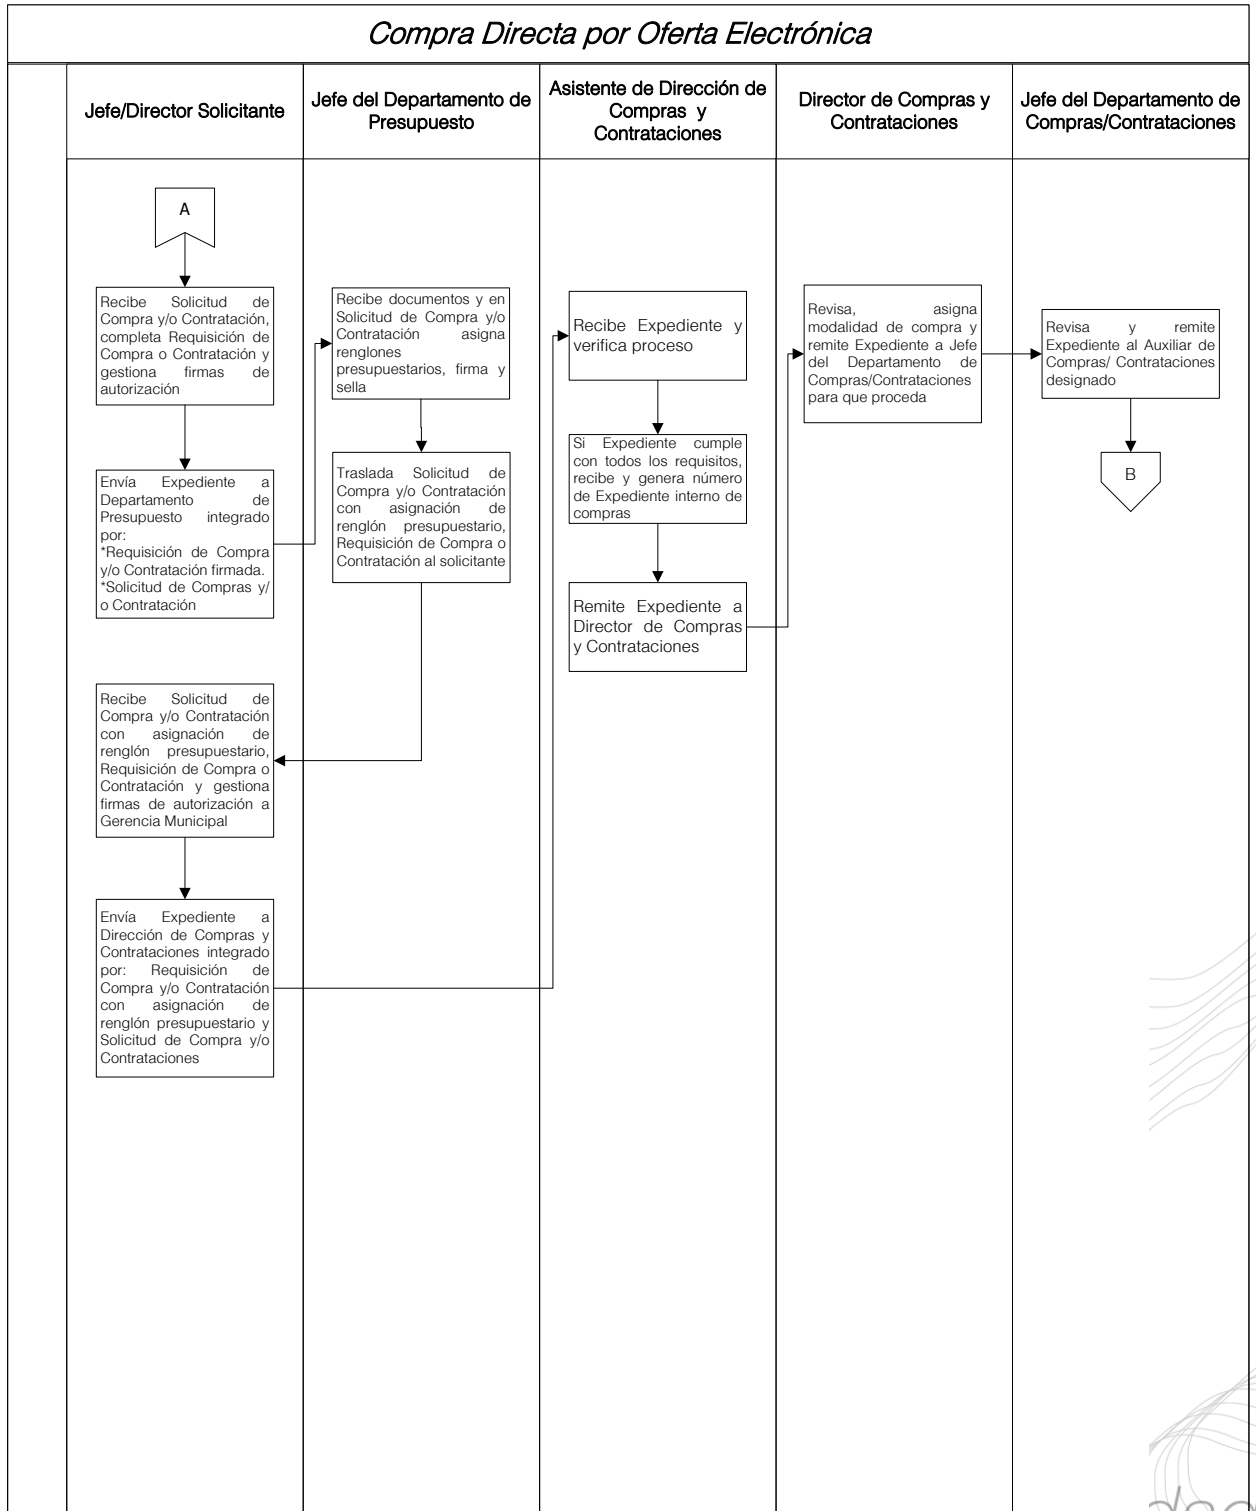 Compra Directa por Oferta Electrónica
Jefe/Director Solicitante
Jefe del Departamento de
Presupuesto
Asistente de Dirección de
Compras y
Contrataciones
Director de Compras y
Contrataciones
Jefe del Departamento de
Compras/Contrataciones
A
Recibe Solicitud de
Compra y/o Contratación,
completa Requisición de
Compra o Contratación y
gestiona firmas de
autorización
Envía Expediente a
Departamento de
Presupuesto integrado
por:
*Requisición de Compra
y/o Contratación firmada.
*Solicitud de Compras y/
o Contratación
Recibe Solicitud de
Compra y/o Contratación
con asignación de
renglón presupuestario,
Requisición de Compra o
Contratación y gestiona
firmas de autorización a
Gerencia Municipal
Envía Expediente a
Dirección de Compras y
Contrataciones integrado
por: Requisición de
Compra y/o Contratación
con asignación de
renglón presupuestario y
Solicitud de Compra y/o
Contrataciones
Recibe documentos y en
Solicitud de Compra y/o
Contratación asigna
renglones
presupuestarios, firma y
sella
Traslada Solicitud de
Compra y/o Contratación
con asignación de
renglón presupuestario,
Requisición de Compra o
Contratación al solicitante
Recibe Expediente y
verifica proceso
Si Expediente cumple
con todos los requisitos,
recibe y genera número
de Expediente interno de
compras
Remite Expediente a
Director de Compras
y Contrataciones
Revisa, asigna
modalidad de compra y
remite Expediente a Jefe
del Departamento de
Compras/Contrataciones
para que proceda
Revisa y remite
Expediente al Auxiliar de
Compras/ Contrataciones
designado
B